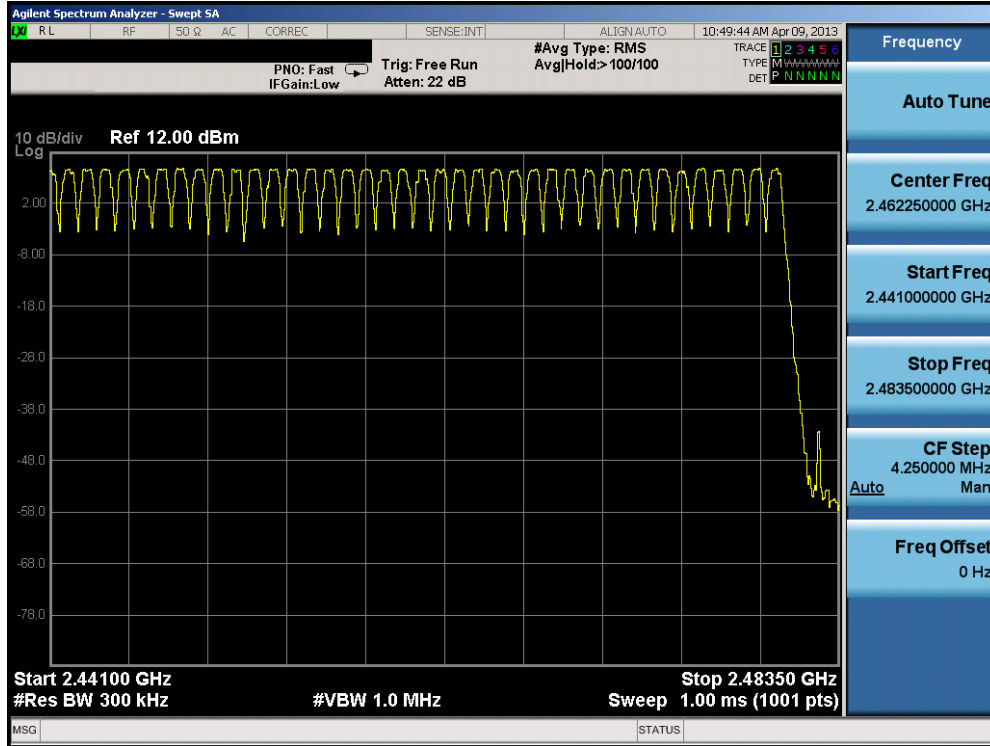 Agilent Spectrum Analyzer - Swept SA
LXI RL RF 50 Ω AC CORREC SENSE:INT ALIGN AUTO 10:49:44 AM Apr 09, 2013
PNO: Fast
IFGain:Low
Trig: Free Run
Atten: 22 dB
#Avg Type: RMS
Avg|Hold:>100/100
TRACE 1 2 3 4 5 6
TYPE M WWWWWW
DET P N N N N N
10 dB/div Ref 12.00 dBm
Log
2.00
-8.00
-18.0
-28.0
-38.0
-48.0
-58.0
-68.0
-78.0
Start 2.44100 GHz
Stop 2.48350 GHz
#Res BW 300 kHz
#VBW 1.0 MHz
Sweep 1.00 ms (1001 pts)
MSG
STATUS
Frequency
Auto Tune
Center Freq
2.462250000 GHz
Start Freq
2.441000000 GHz
Stop Freq
2.483500000 GHz
CF Step
4.250000 MHz
Auto Man
Freq Offset
0 Hz